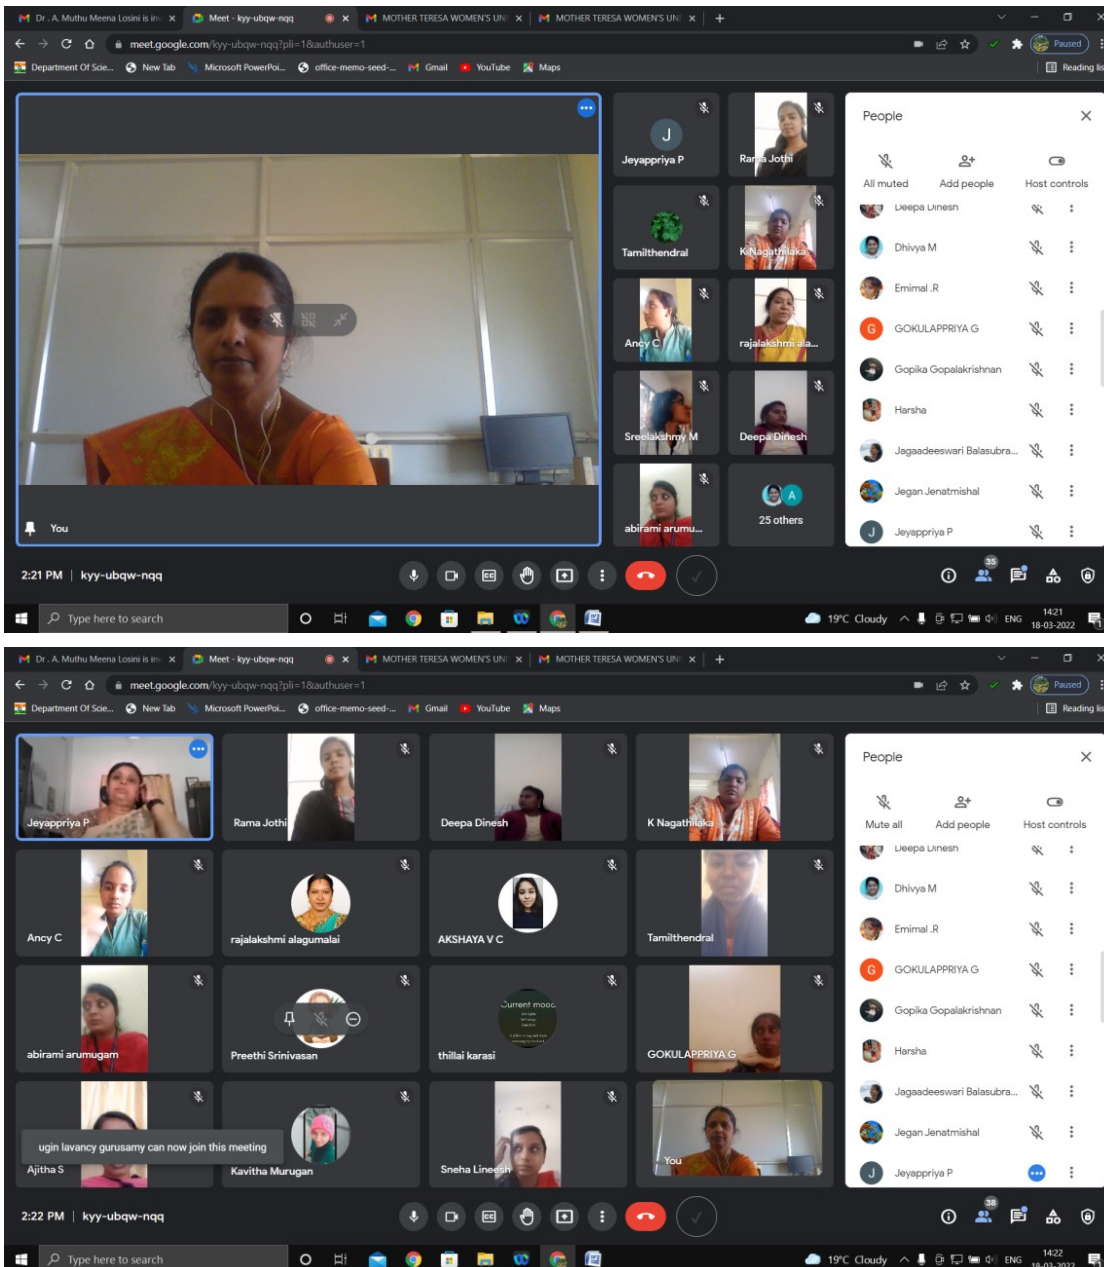 Dr . A. Muthu Meena Losini is inv
Meet - kyy-ubqw-nqq
MOTHER TERESA WOMEN'S UNI
MOTHER TERESA WOMEN'S UNI
meet.google.com/kyy-ubqw-nqq?pli=1&authuser=1
Paused
Department Of Scie...
New Tab
Microsoft PowerPoi...
office-memo-seed-...
Gmail
YouTube
Maps
Reading lis
You
J
Jeyappriya P
Rama Jothi
Tamilthendral
K Nagathilaka
Ancy C
rajalakshmi ala...
Sreelakshmy M
Deepa Dinesh
abirami arumu...
A
25 others
People
All muted
Add people
Host controls
Deepa Dinesh
Dhivya M
Emimal .R
G
GOKULAPPRIYA G
Gopika Gopalakrishnan
Harsha
Jagaadeeswari Balasubra...
Jegan Jenatmishal
J
Jeyappriya P
2:21 PM | kyy-ubqw-nqq
35
Type here to search
19°C Cloudy
ENG
14:21
18-03-2022
Dr . A. Muthu Meena Losini is inv
Meet - kyy-ubqw-nqq
MOTHER TERESA WOMEN'S UNI
MOTHER TERESA WOMEN'S UNI
meet.google.com/kyy-ubqw-nqq?pli=1&authuser=1
Paused
Department Of Scie...
New Tab
Microsoft PowerPoi...
office-memo-seed-...
Gmail
YouTube
Maps
Reading lis
Jeyappriya P
Rama Jothi
Deepa Dinesh
K Nagathilaka
Ancy C
rajalakshmi alagumalai
AKSHAYA V C
Tamilthendral
abirami arumugam
Preethi Srinivasan
Current mood:
thillai karasi
GOKULAPPRIYA G
ugin lavancy gurusamy can now join this meeting
Ajitha S
Kavitha Murugan
Sneha Lineesh
You
People
Mute all
Add people
Host controls
Deepa Dinesh
Dhivya M
Emimal .R
G
GOKULAPPRIYA G
Gopika Gopalakrishnan
Harsha
Jagaadeeswari Balasubra...
Jegan Jenatmishal
J
Jeyappriya P
2:22 PM | kyy-ubqw-nqq
38
Type here to search
19°C Cloudy
ENG
14:22
18-03-2022